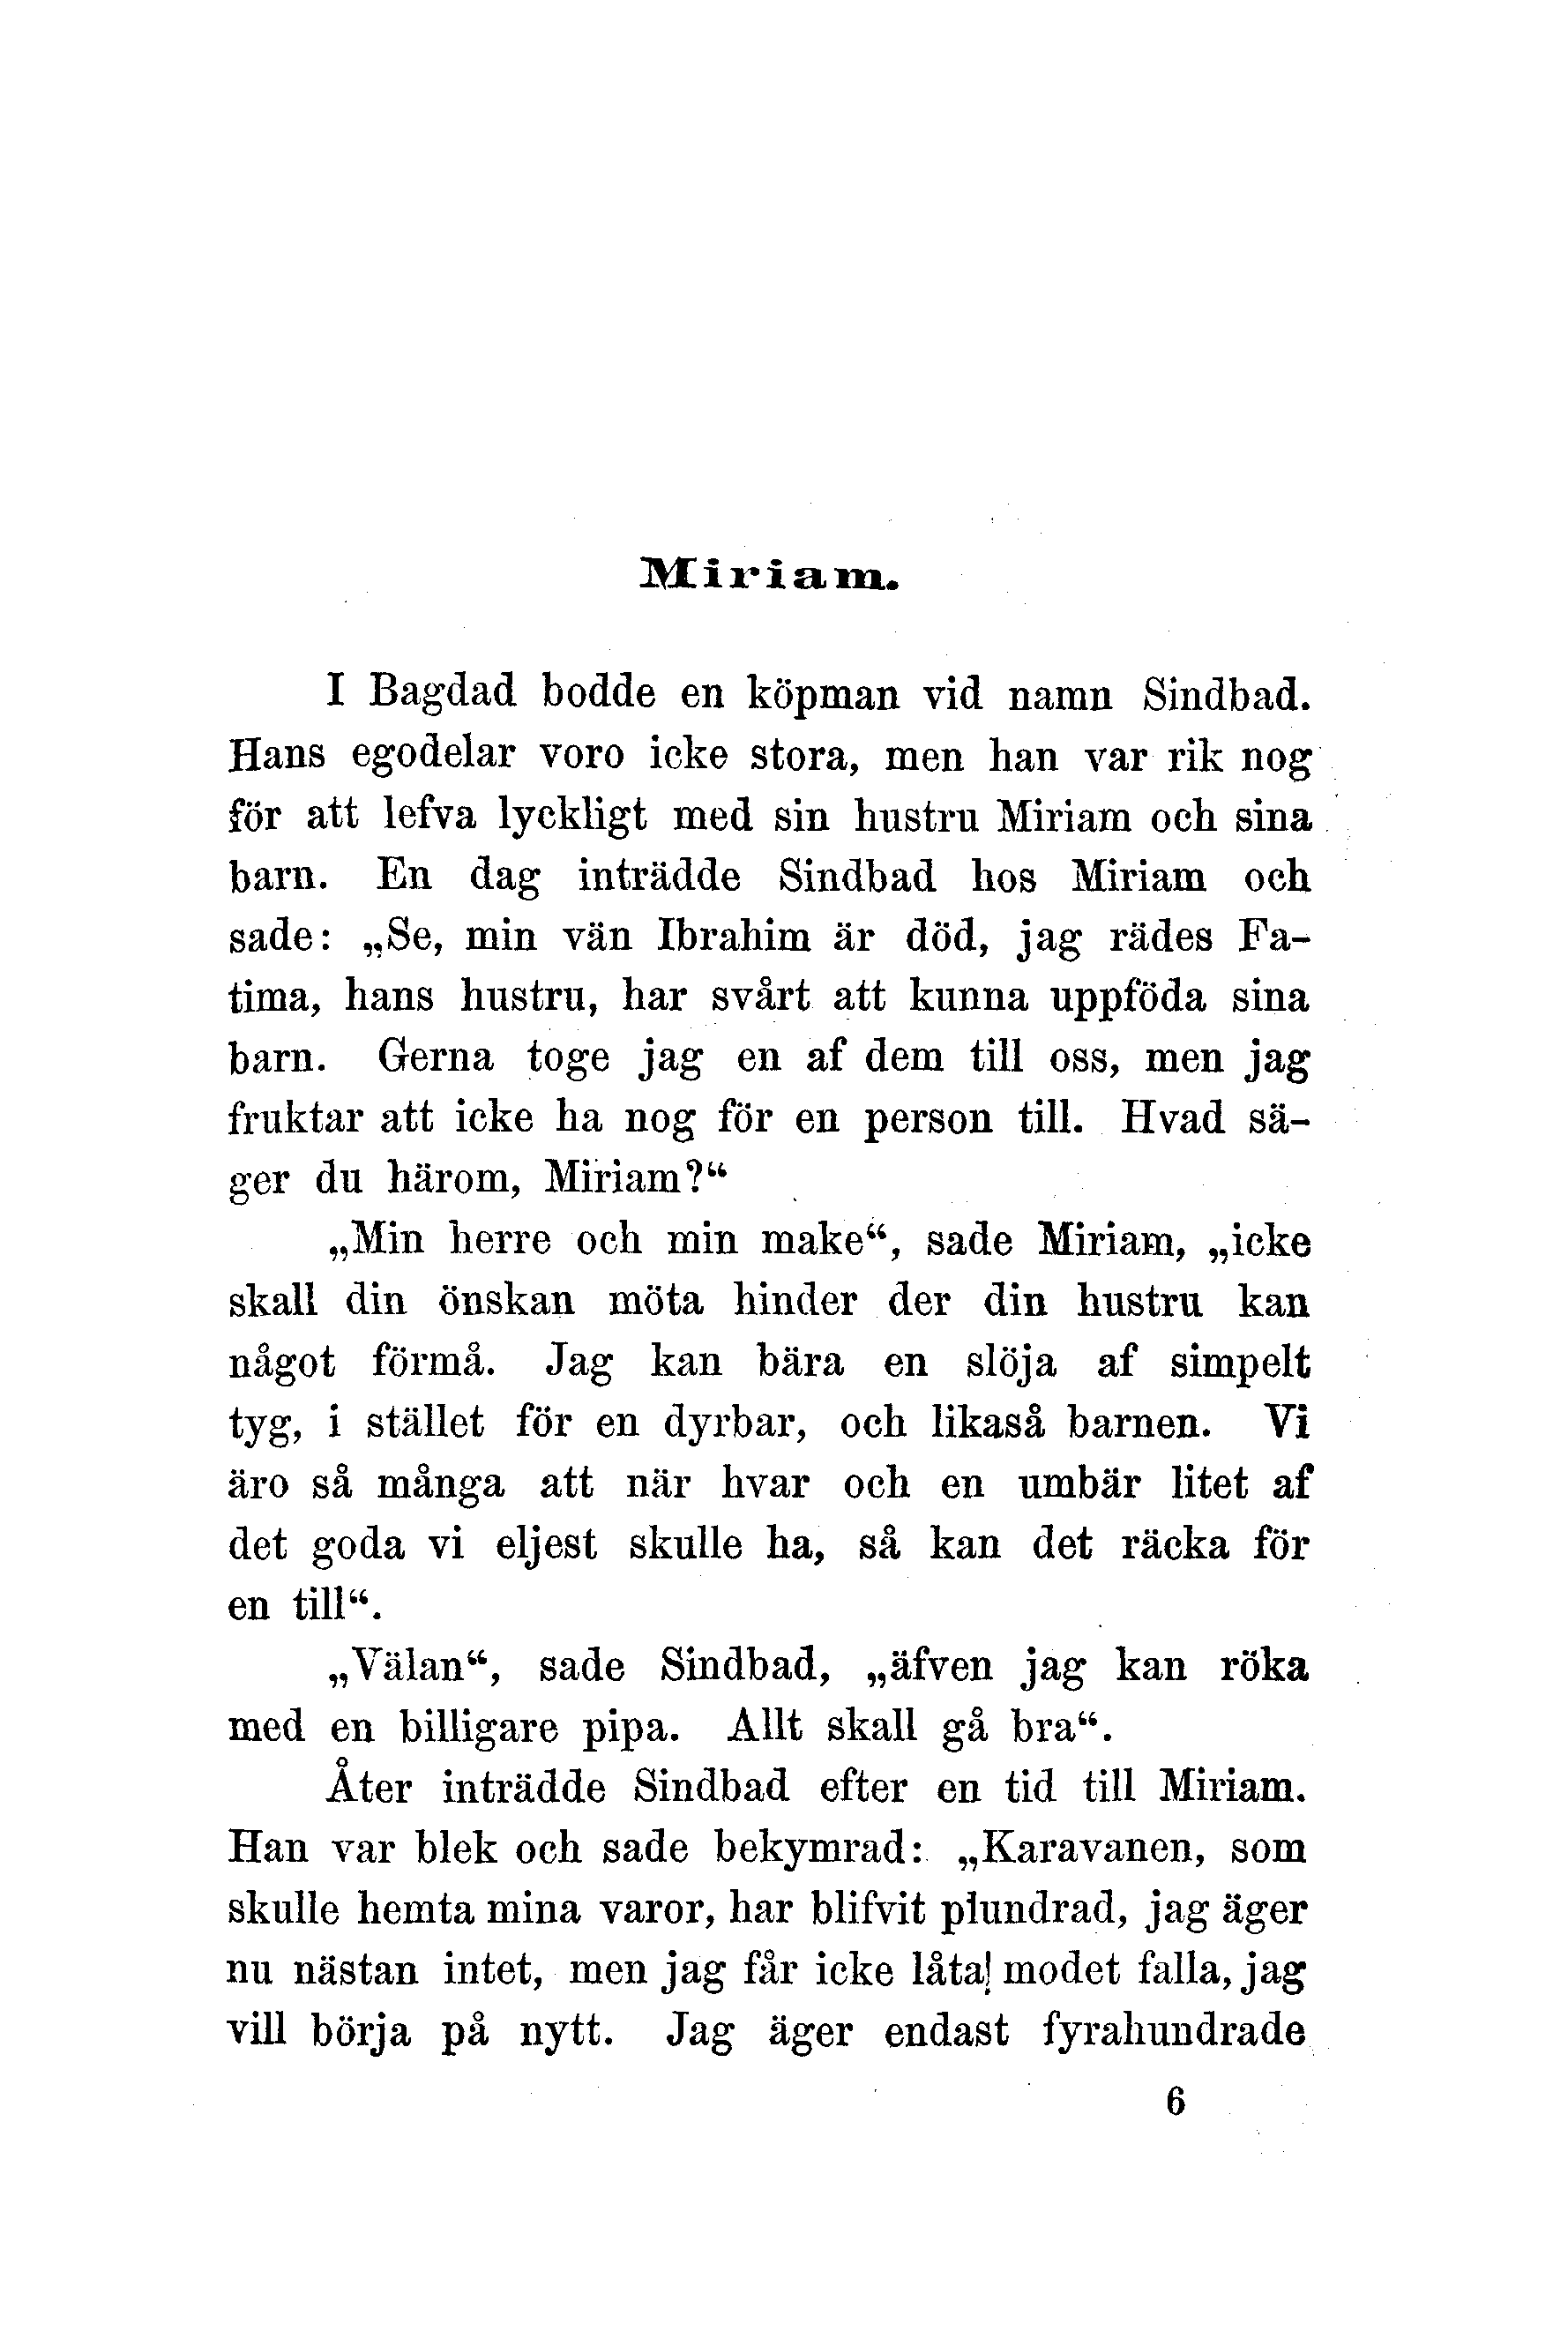 Miriam.
I Bagdad bodde en köpman vid namn Sindbad.
Hans egodelar voro icke stora, men han var rik nog
för att lefva lyckligt med sin hustru Miriam och sina
barn. En dag inträdde Sindbad hos Miriam och
sade: „Se, min vän Ibrahim är död, jag rädes Fa-
tima, hans hustru, har svårt att kunna uppföda sina
barn. Gerna toge jag en af dem till oss, men jag
fruktar att icke ha nog för en person till. Hvad sä-
ger du härom, Miriam?“
„Min herre och min make“, sade Miriam, „icke
skall din önskan möta hinder der din hustru kan
något förmå. Jag kan bära en slöja af simpelt
tyg, i stället för en dyrbar, och likaså barnen. Vi
äro så många att när hvar och en umbär litet af
det goda vi eljest skulle ha, så kan det räcka för
en till“.
„Välan“, sade Sindbad, „äfven jag kan röka
med en billigare pipa. Allt skall gå bra“.
Åter inträdde Sindbad efter en tid till Miriam.
Han var blek och sade bekymrad: „Karavanen, som
skulle hemta mina varor, har blifvit plundrad, jag äger
nu nästan intet, men jag får icke låta modet falla, jag
vill börja på nytt. Jag äger endast fyrahundrade
6